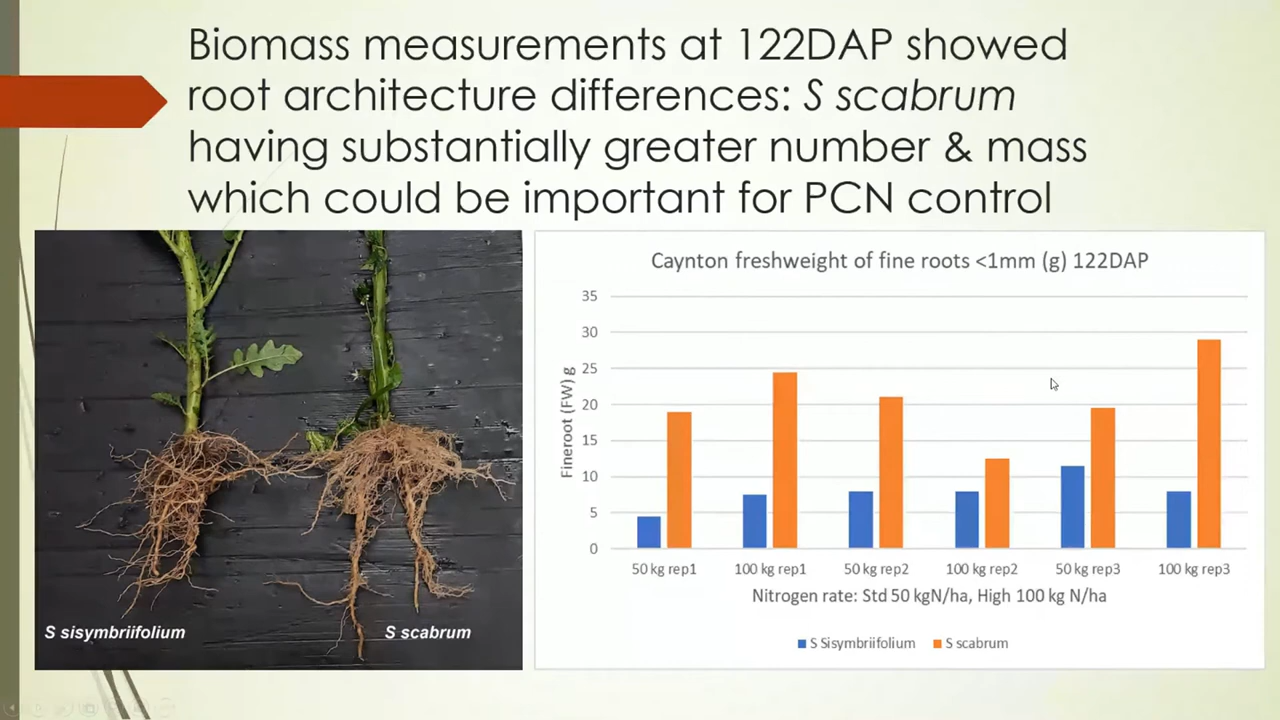 Biomass measurements at 122DAP showed
root architecture differences: S scabrum
having substantially greater number & mass
which could be important for PCN control
S sisymbriifolium
S scabrum
Caynton freshweight of fine roots <1mm (g) 122DAP
Fineroot (FW) g
35
30
25
20
15
10
5
0
50 kg rep1
100 kg rep1
50 kg rep2
100 kg rep2
50 kg rep3
100 kg rep3
Nitrogen rate: Std 50 kgN/ha, High 100 kg N/ha
S Sisymbriifolium
S scabrum